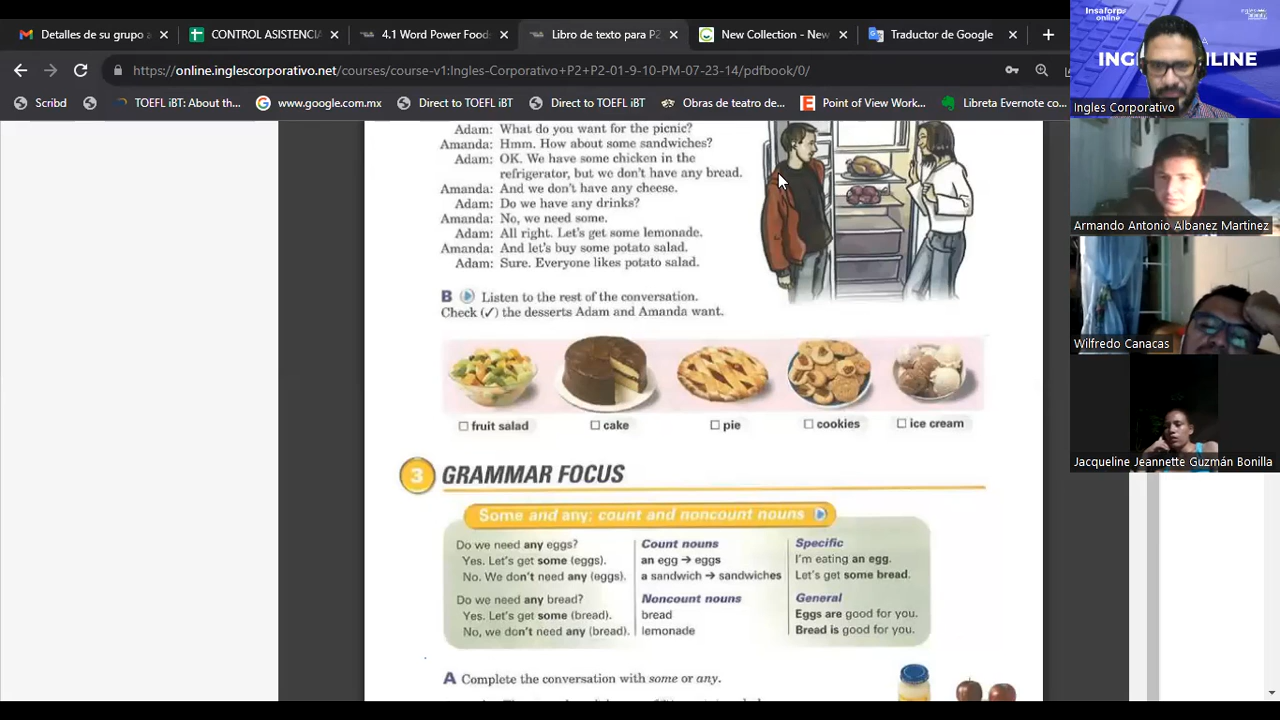 Detalles de su grupo a
CONTROL ASISTENCIA
4.1 Word Power Foods
Libro de texto para P2
New Collection - New
Traductor de Google
https://online.inglescorporativo.net/courses/course-v1:Ingles-Corporativo+P2+P2-01-9-10-PM-07-23-14/pdfbook/0/
Scribd
TOEFL iBT: About th...
www.google.com.mx
Direct to TOEFL iBT
Direct to TOEFL iBT
Obras de teatro de...
Point of View Work...
Libreta Evernote co...
Adam: What do you want for the picnic?
Amanda: Hmm. How about some sandwiches?
Adam: OK. We have some chicken in the
refrigerator, but we don't have any bread.
Amanda: And we don't have any cheese.
Adam: Do we have any drinks?
Amanda: No, we need some.
Adam: All right. Let's get some lemonade.
Amanda: And let's buy some potato salad.
Adam: Sure. Everyone likes potato salad.
B Listen to the rest of the conversation.
Check (✓) the desserts Adam and Amanda want.
☐ fruit salad ☐ cake ☐ pie ☐ cookies ☐ ice cream
3 GRAMMAR FOCUS
Some and any; count and noncount nouns
Do we need any eggs?
Yes. Let's get some (eggs).
No. We don't need any (eggs).
Do we need any bread?
Yes. Let's get some (bread).
No, we don't need any (bread).
Count nouns
an egg → eggs
a sandwich → sandwiches
Noncount nouns
bread
lemonade
Specific
I'm eating an egg.
Let's get some bread.
General
Eggs are good for you.
Bread is good for you.
A Complete the conversation with some or any.
Insaforp
online
Ingles Corporativo
Armando Antonio Albanez Martinez
Wilfredo Canacas
Jacqueline Jeannette Guzmán Bonilla